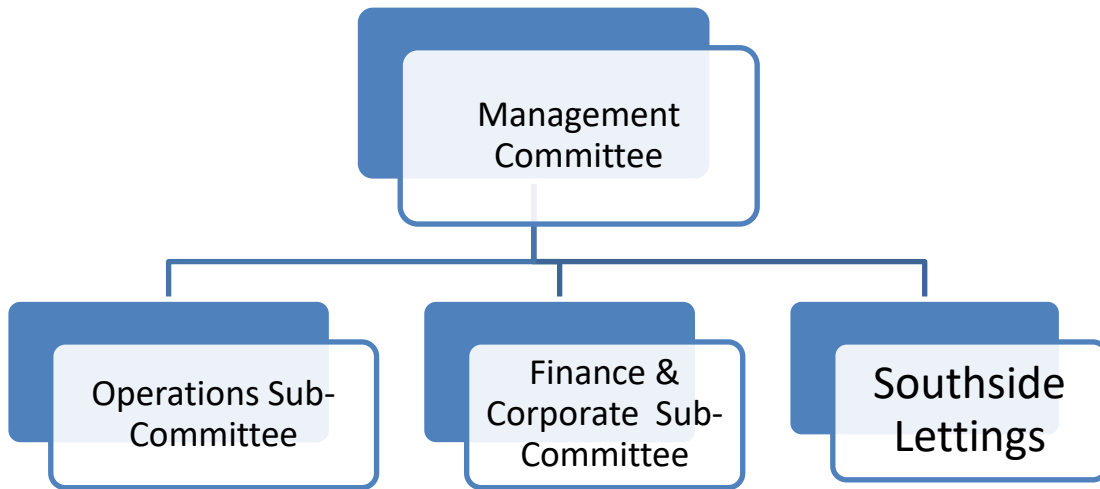 Management
Committee
Operations Sub-
Committee
Finance &
Corporate Sub-
Committee
Southside
Lettings